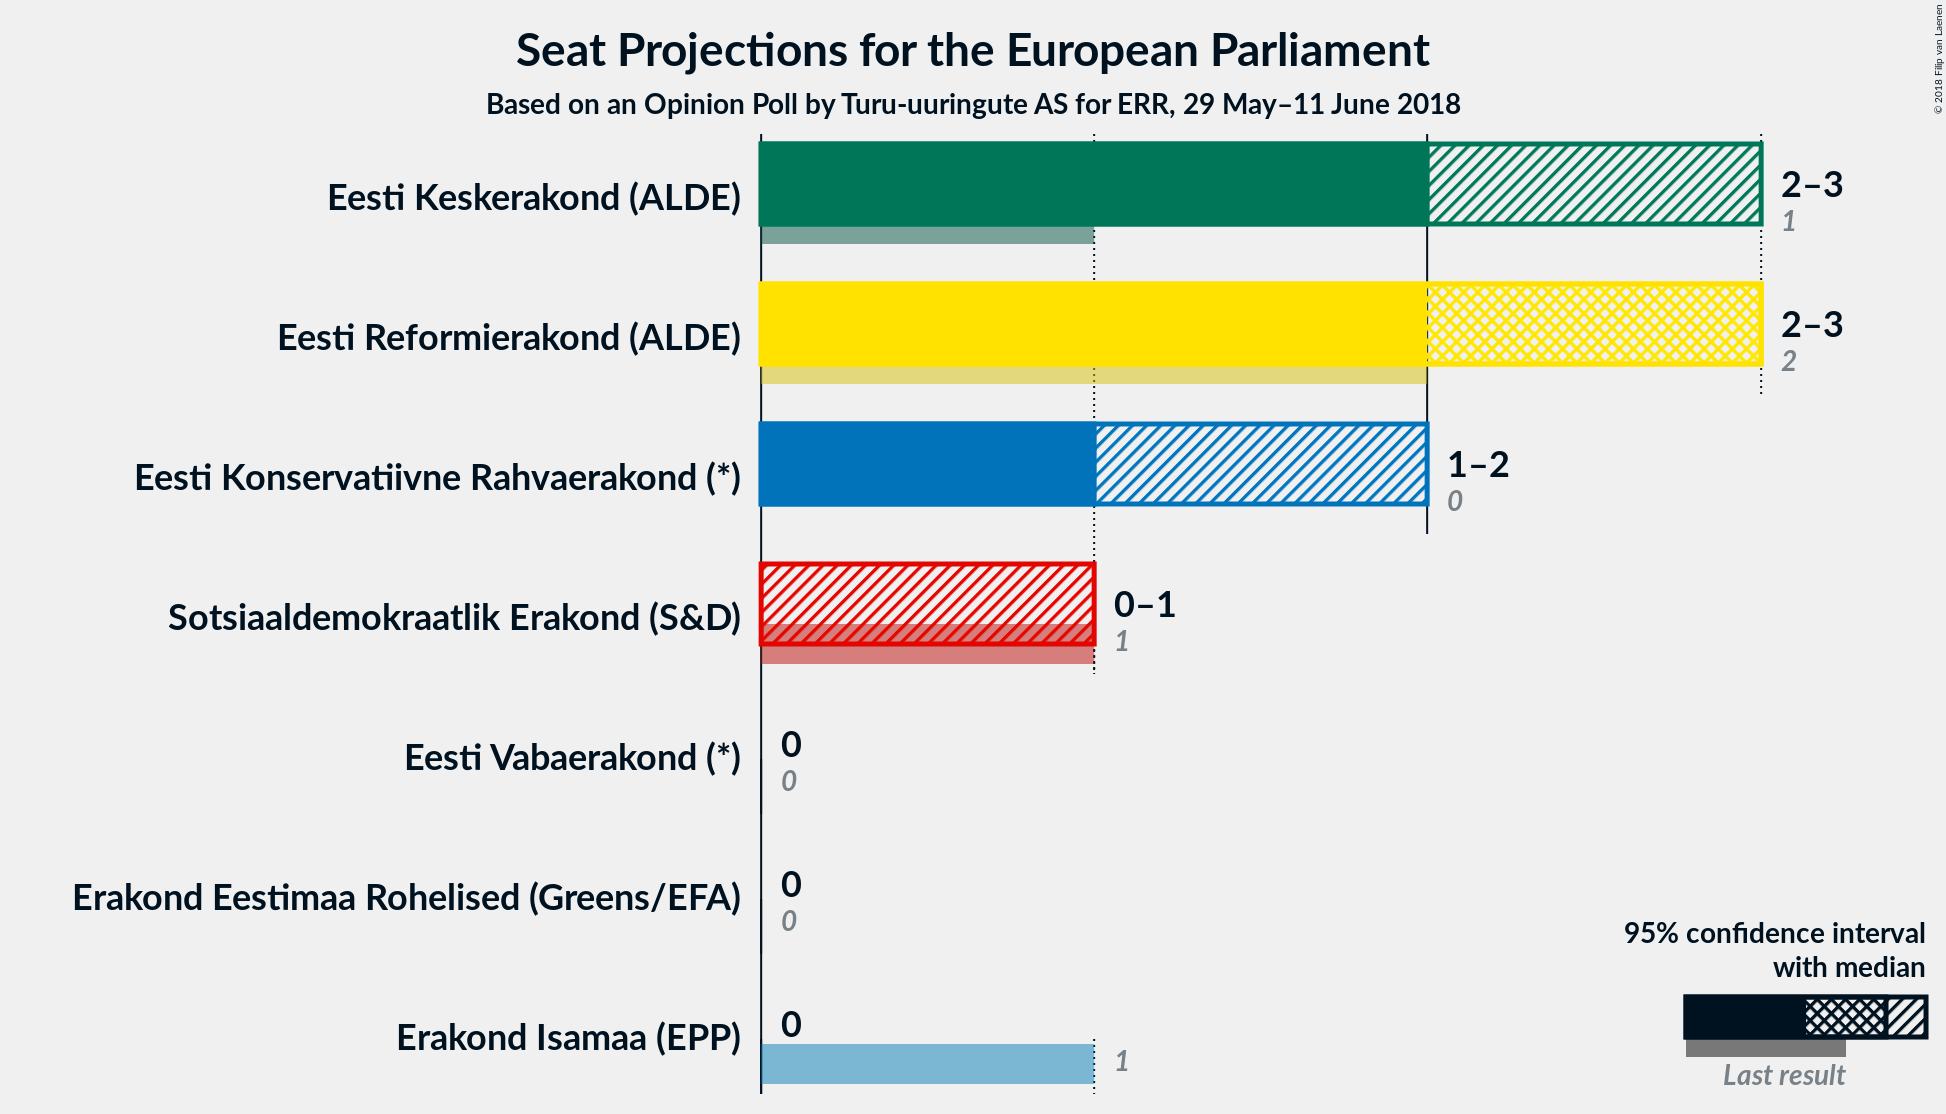 Seat Projections for the European Parliament
Based on an Opinion Poll by Turu-uuringute AS for ERR, 29 May–11 June 2018
© 2018 Filip van Laenen
Eesti Keskerakond (ALDE)
2–3
1
Eesti Reformierakond (ALDE)
2–3
2
Eesti Konservatiivne Rahvaerakond (*)
1–2
0
Sotsiaaldemokraatlik Erakond (S&D)
0–1
1
Eesti Vabaerakond (*)
0
0
Erakond Eestimaa Rohelised (Greens/EFA)
0
0
Erakond Isamaa (EPP)
0
1
95% confidence interval
with median
Last result